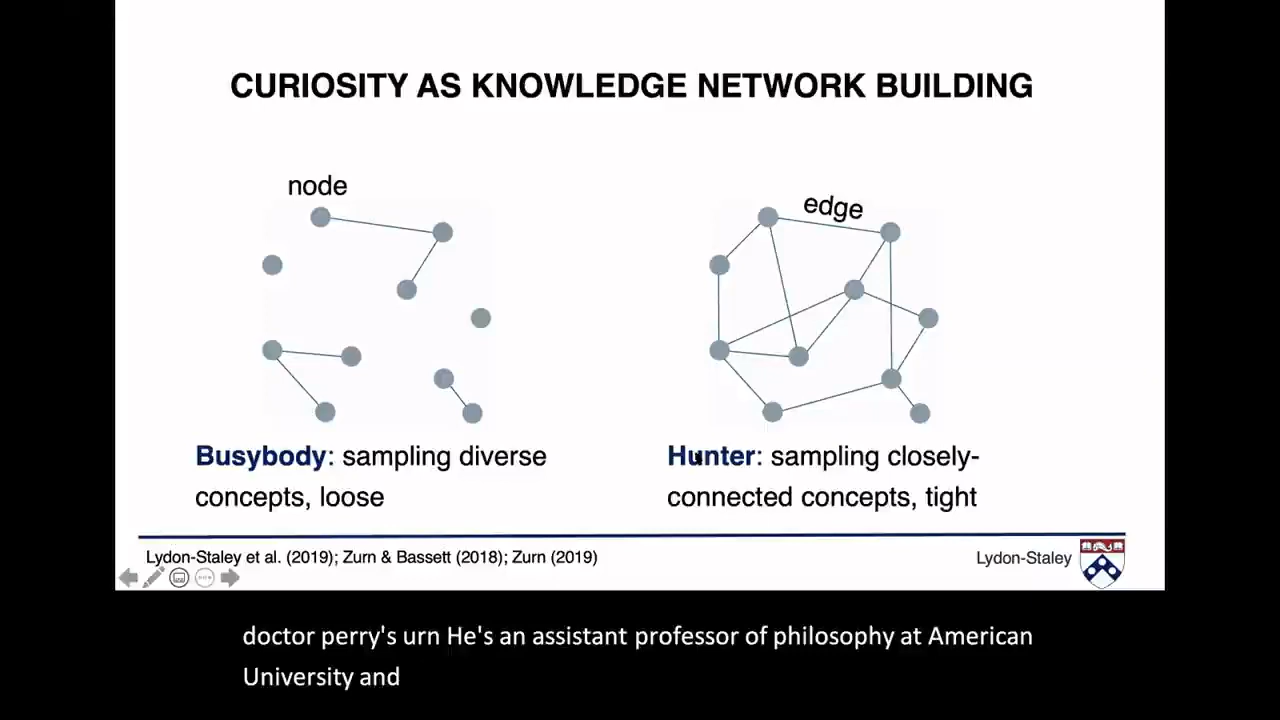 CURIOSITY AS KNOWLEDGE NETWORK BUILDING
node
edge
Busybody: sampling diverse
concepts, loose
Hunter: sampling closely-
connected concepts, tight
Lydon-Staley et al. (2019); Zurn & Bassett (2018); Zurn (2019)
Lydon-Staley
doctor perry's urn He's an assistant professor of philosophy at American
University and